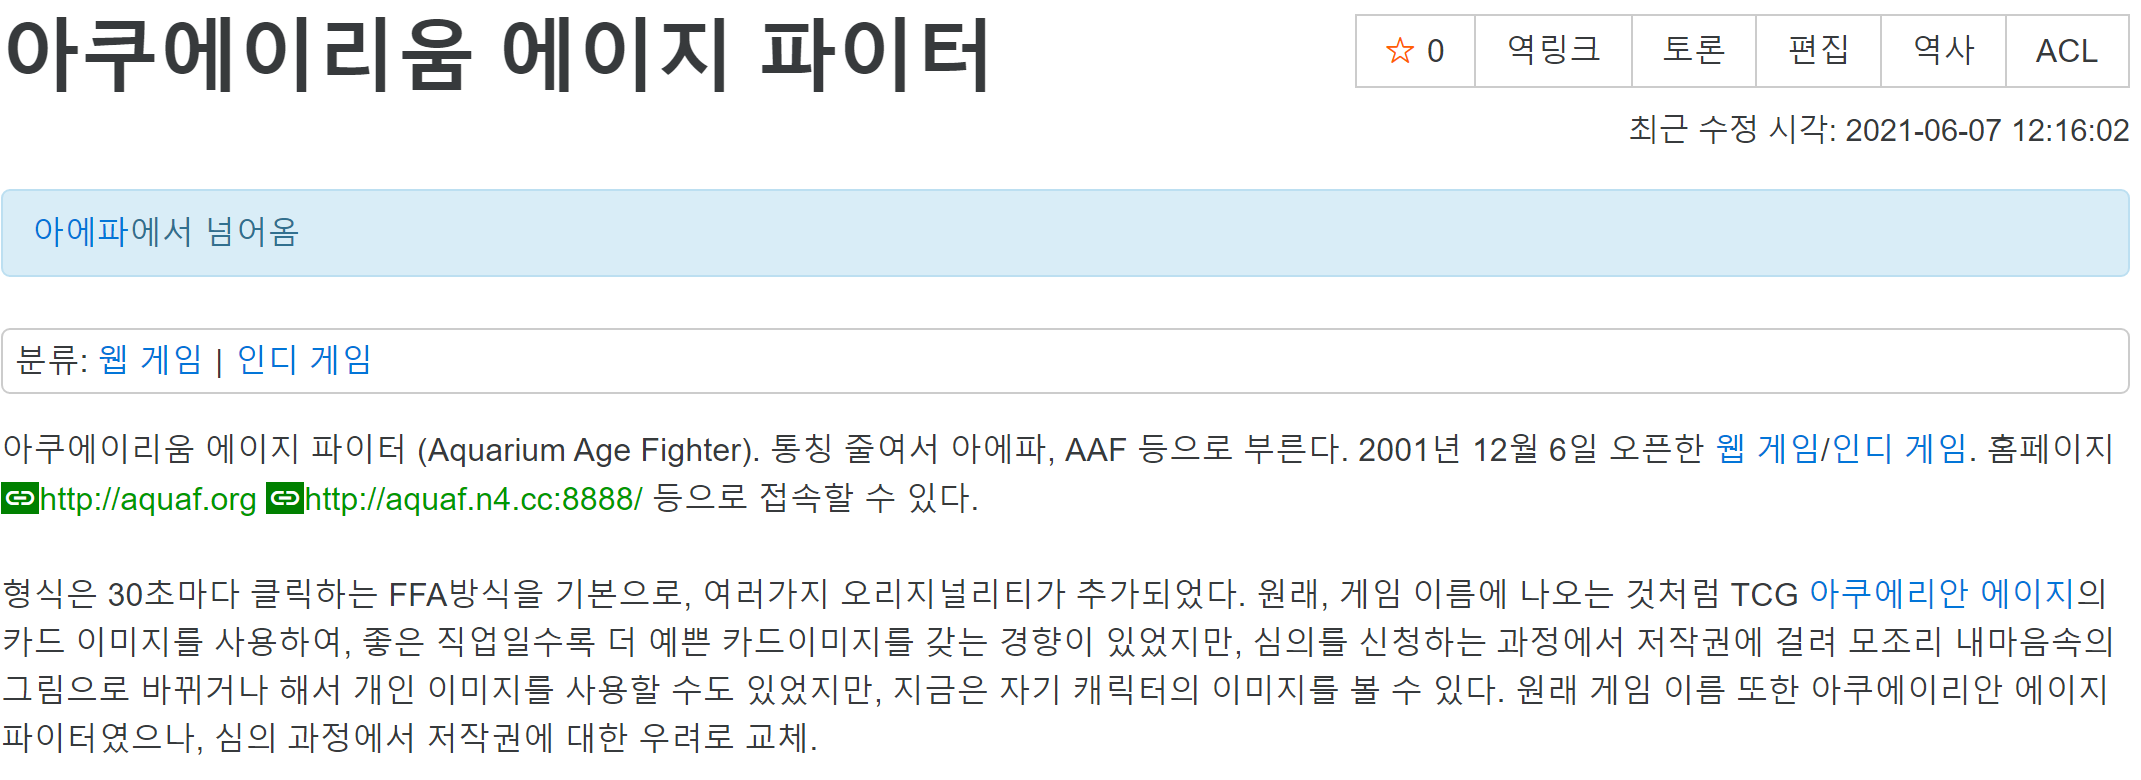 아쿠에이리움 에이지 파이터
☆ 0 역링크 토론 편집 역사 ACL
최근 수정 시각: 2021-06-07 12:16:02
아에파에서 넘어옴
분류: 웹 게임 | 인디 게임
아쿠에이리움 에이지 파이터 (Aquarium Age Fighter). 통칭 줄여서 아에파, AAF 등으로 부른다. 2001년 12월 6일 오픈한 웹 게임/인디 게임. 홈페이지
http://aquaf.org http://aquaf.n4.cc:8888/ 등으로 접속할 수 있다.
형식은 30초마다 클릭하는 FFA방식을 기본으로, 여러가지 오리지널리티가 추가되었다. 원래, 게임 이름에 나오는 것처럼 TCG 아쿠에리안 에이지의
카드 이미지를 사용하여, 좋은 직업일수록 더 예쁜 카드이미지를 갖는 경향이 있었지만, 심의를 신청하는 과정에서 저작권에 걸려 모조리 내마음속의
그림으로 바뀌거나 해서 개인 이미지를 사용할 수도 있었지만, 지금은 자기 캐릭터의 이미지를 볼 수 있다. 원래 게임 이름 또한 아쿠에이리안 에이지
파이터였으나, 심의 과정에서 저작권에 대한 우려로 교체.